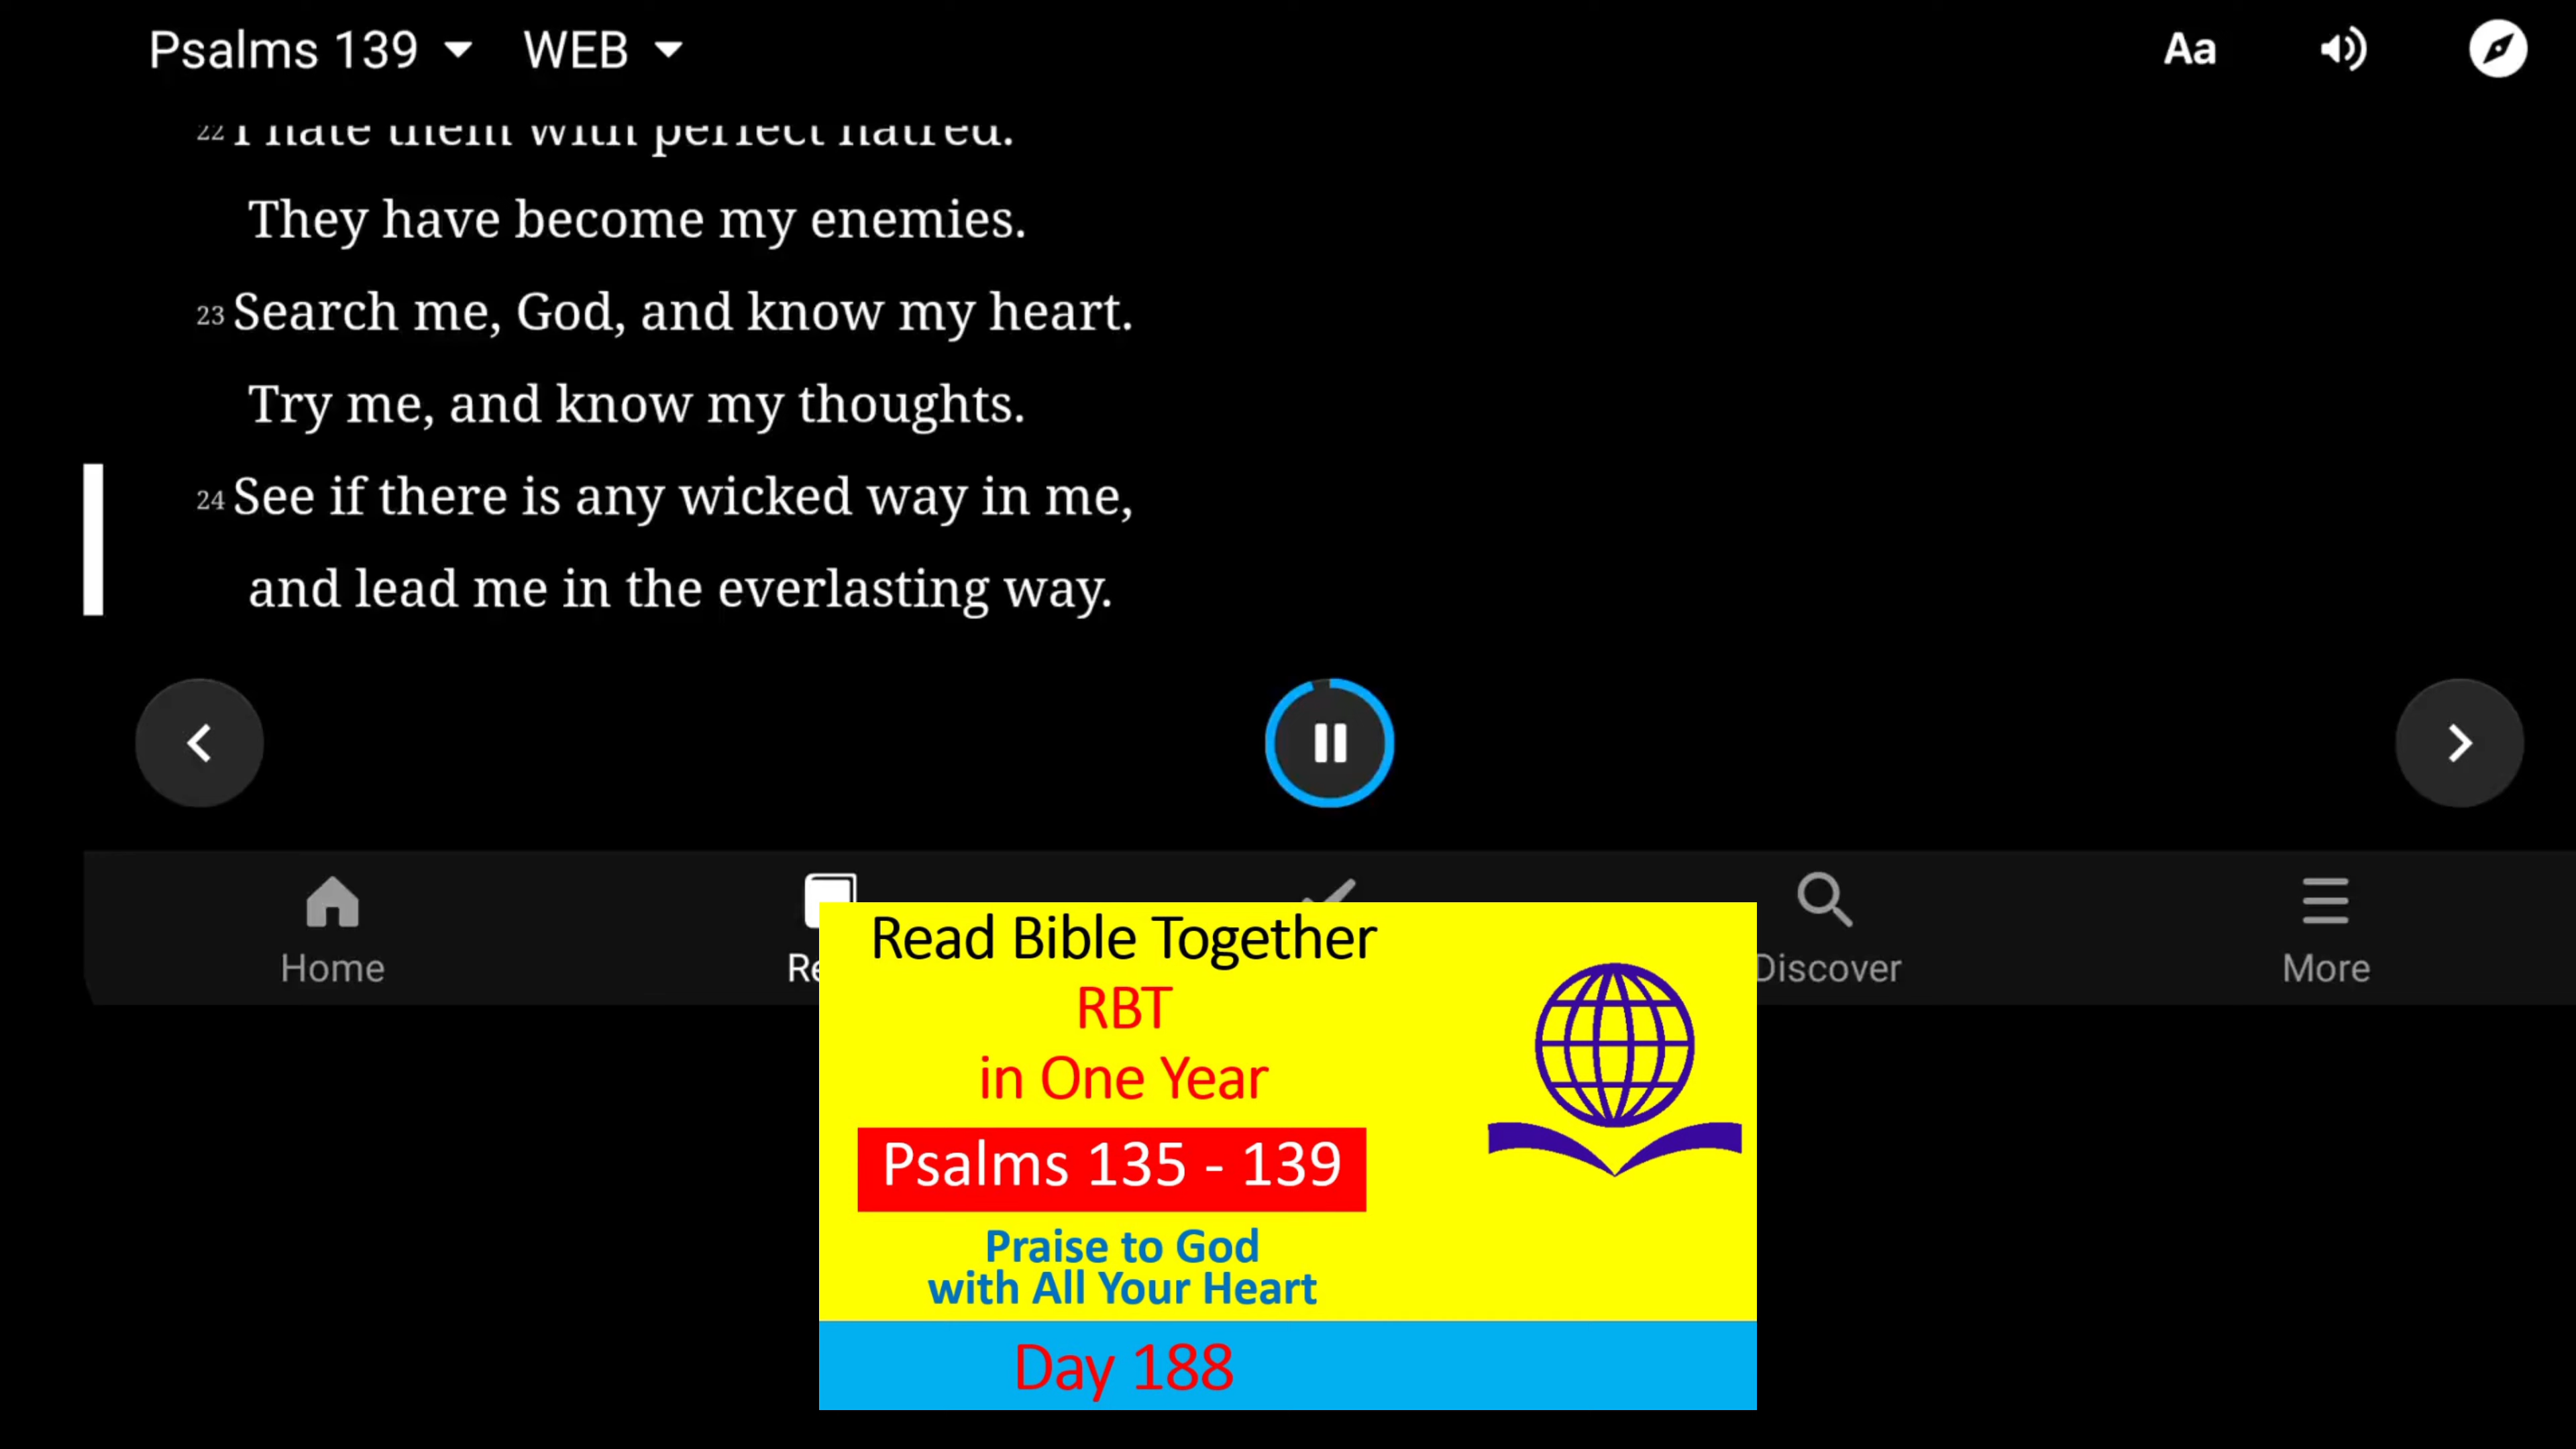 Psalms 139 WEB Aa
22 I hate them with perfect hatred.
They have become my enemies.
23 Search me, God, and know my heart.
Try me, and know my thoughts.
24 See if there is any wicked way in me,
and lead me in the everlasting way.
Home Re Discover More
Read Bible Together
RBT
in One Year
Psalms 135 - 139
Praise to God
with All Your Heart
Day 188